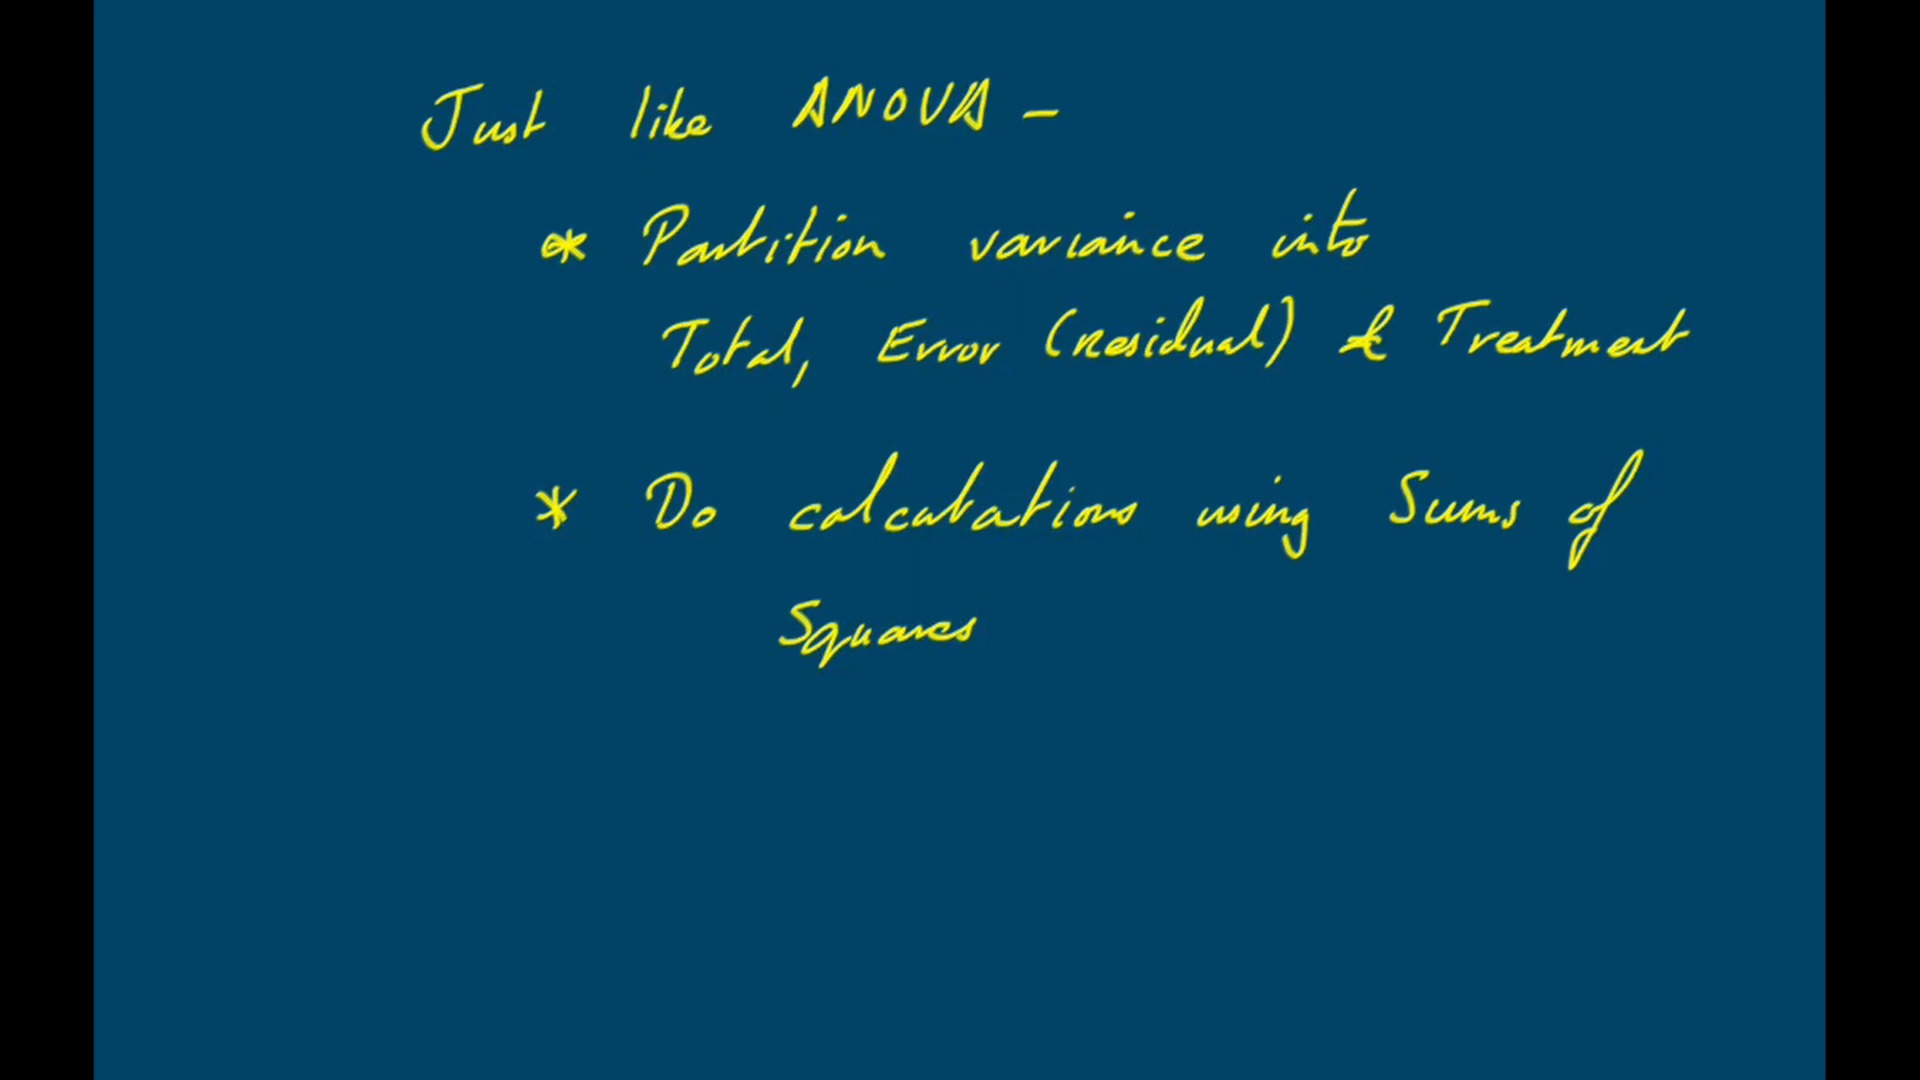 Just like ANOVA -
* Partition variance into
Total, Error (residual) & Treatment
* Do calculations using Sums of
Squares